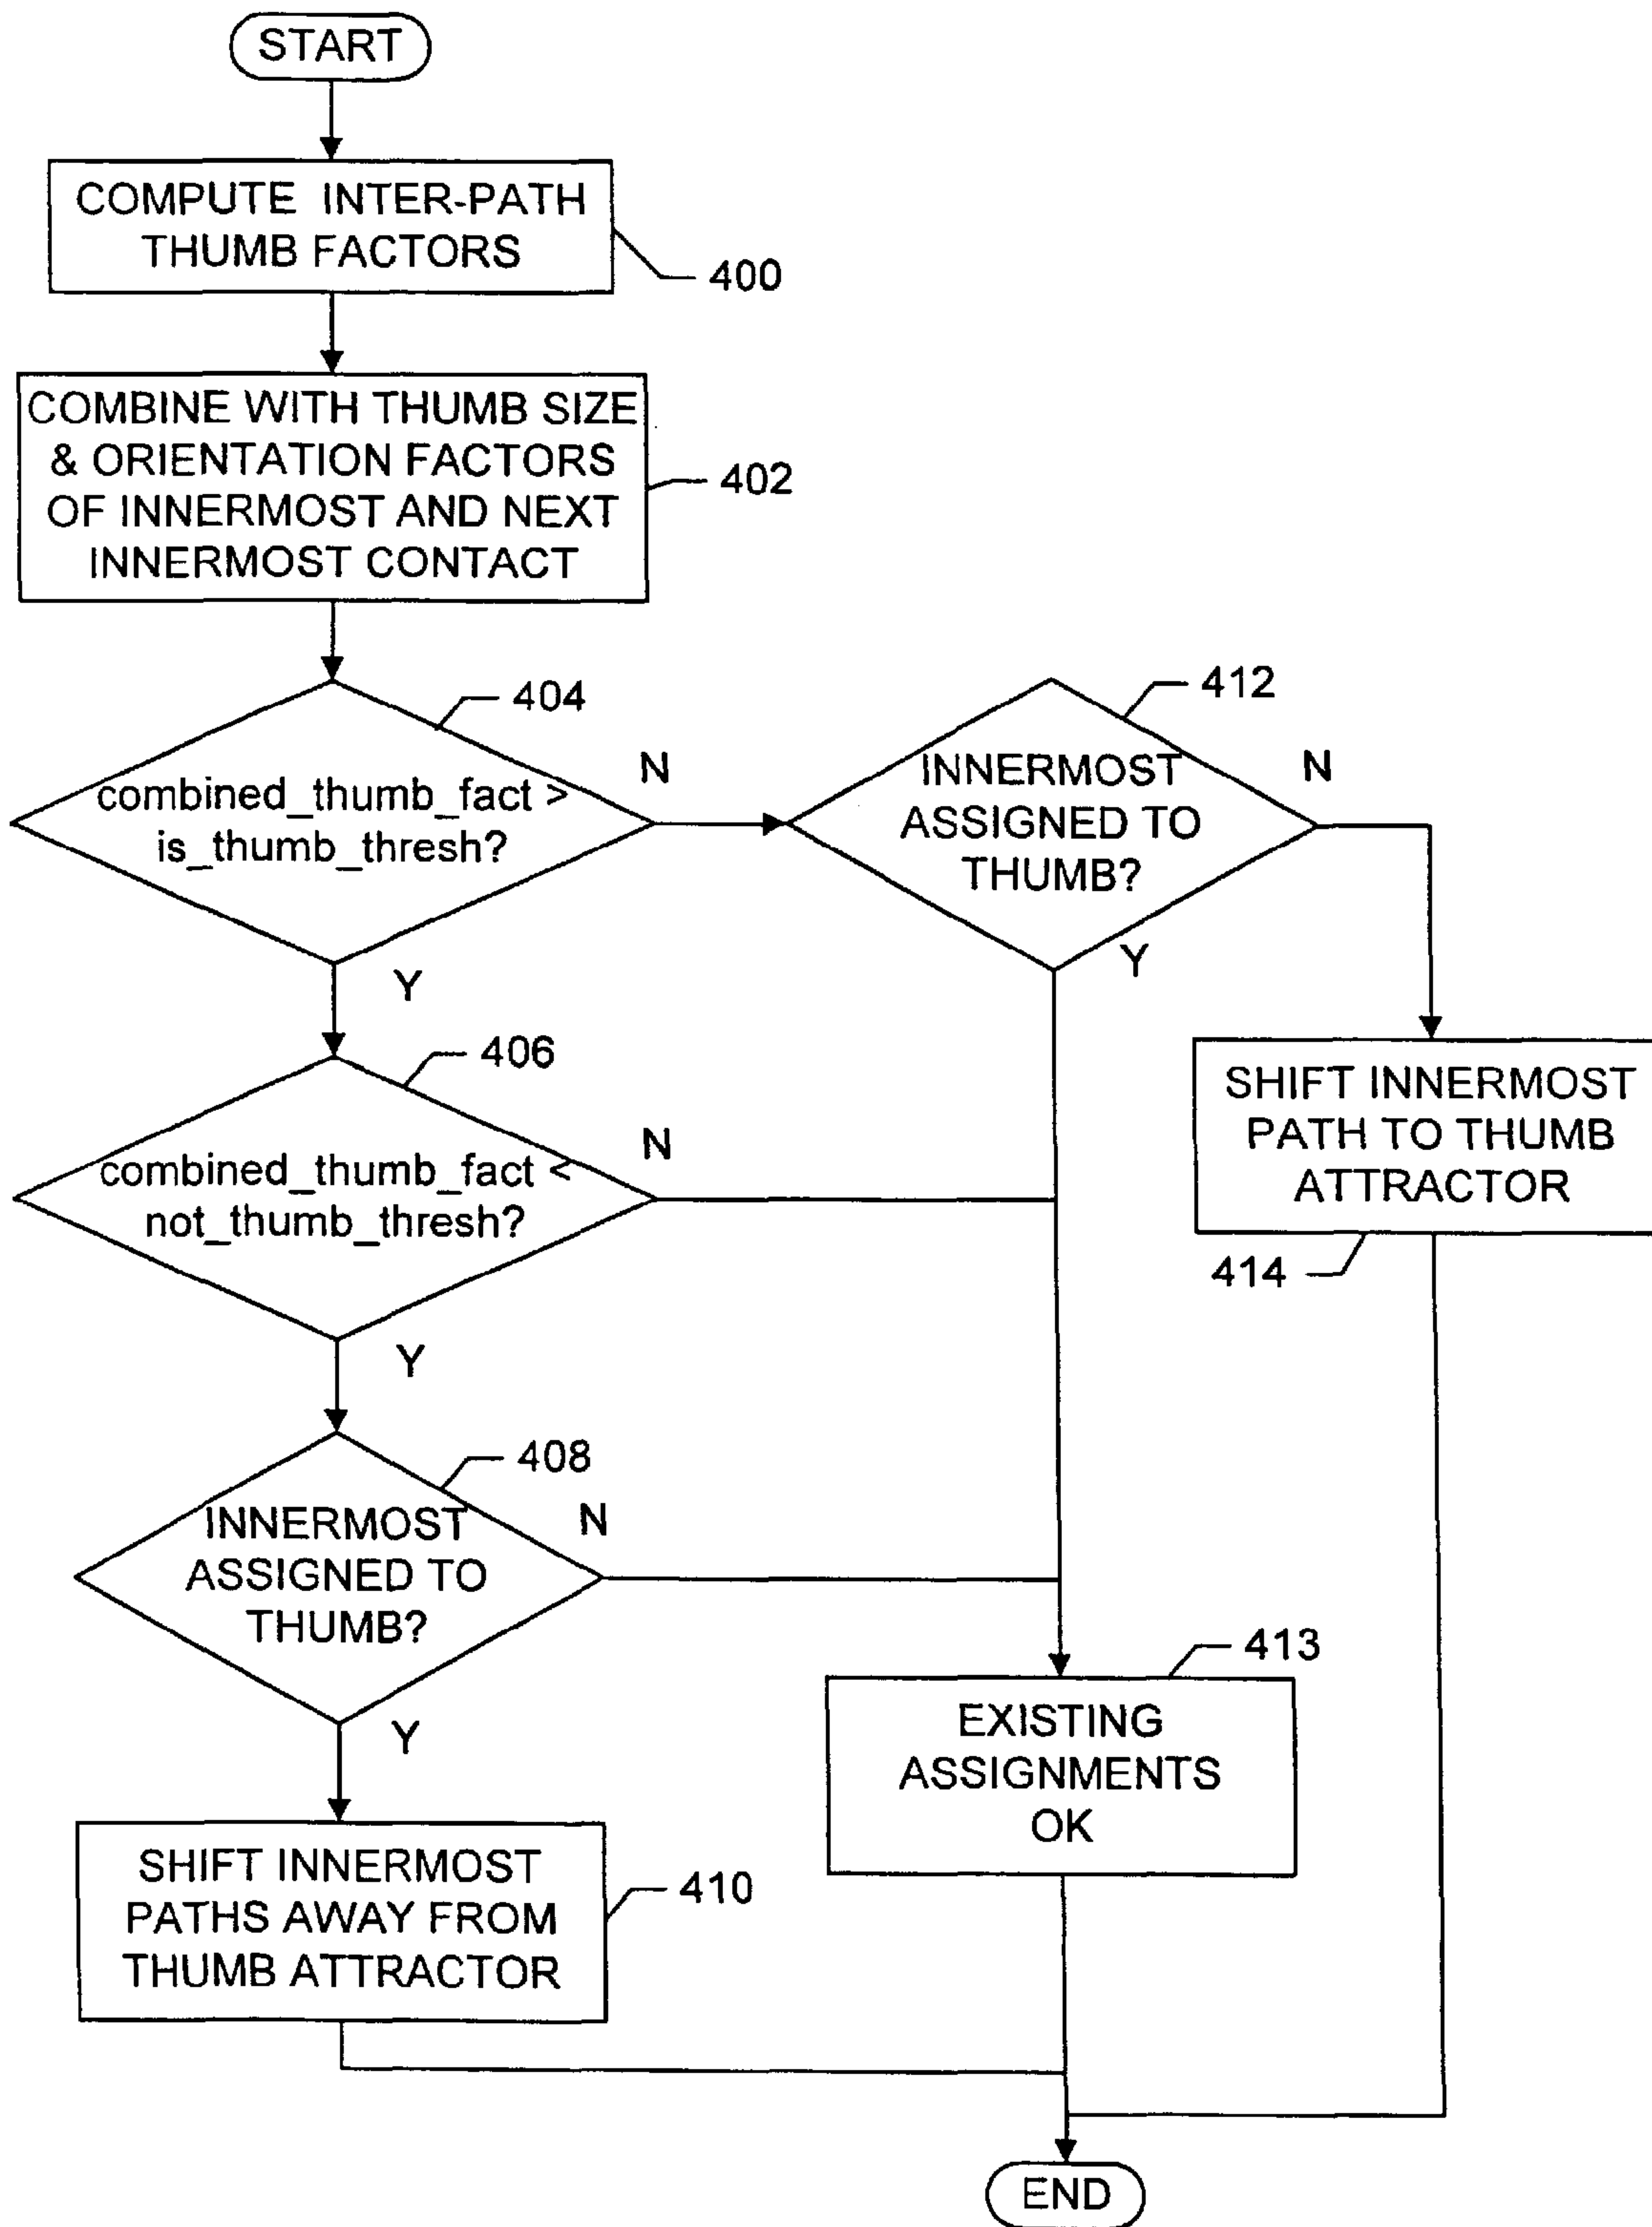 START
COMPUTE INTER-PATH
THUMB FACTORS
400
COMBINE WITH THUMB SIZE
& ORIENTATION FACTORS
OF INNERMOST AND NEXT
INNERMOST CONTACT
402
404
combined_thumb_fact >
is_thumb_thresh?
N
Y
412
INNERMOST
ASSIGNED TO
THUMB?
N
Y
406
combined_thumb_fact <
not_thumb_thresh?
N
Y
SHIFT INNERMOST
PATH TO THUMB
ATTRACTOR
414
408
INNERMOST
ASSIGNED TO
THUMB?
N
Y
413
EXISTING
ASSIGNMENTS
OK
SHIFT INNERMOST
PATHS AWAY FROM
THUMB ATTRACTOR
410
END